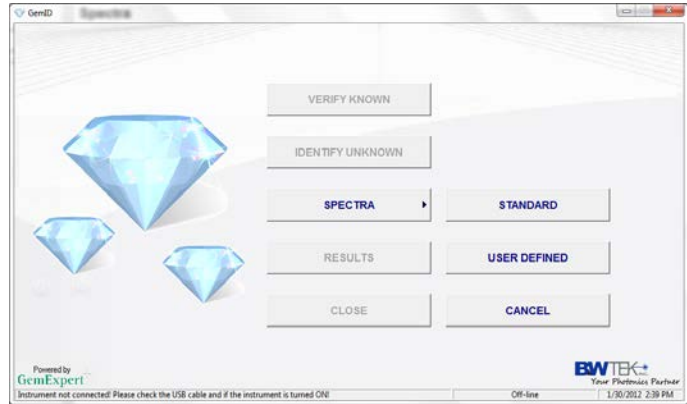 GemID
Spectra
VERIFY KNOWN
IDENTIFY UNKNOWN
SPECTRA
STANDARD
RESULTS
USER DEFINED
CLOSE
CANCEL
Powered by
GemExpert
BWTEK
Your Photonics Partner
Instrument not connected! Please check the USB cable and if the instrument is turned ON!
Off-line
1/30/2012 2:39 PM